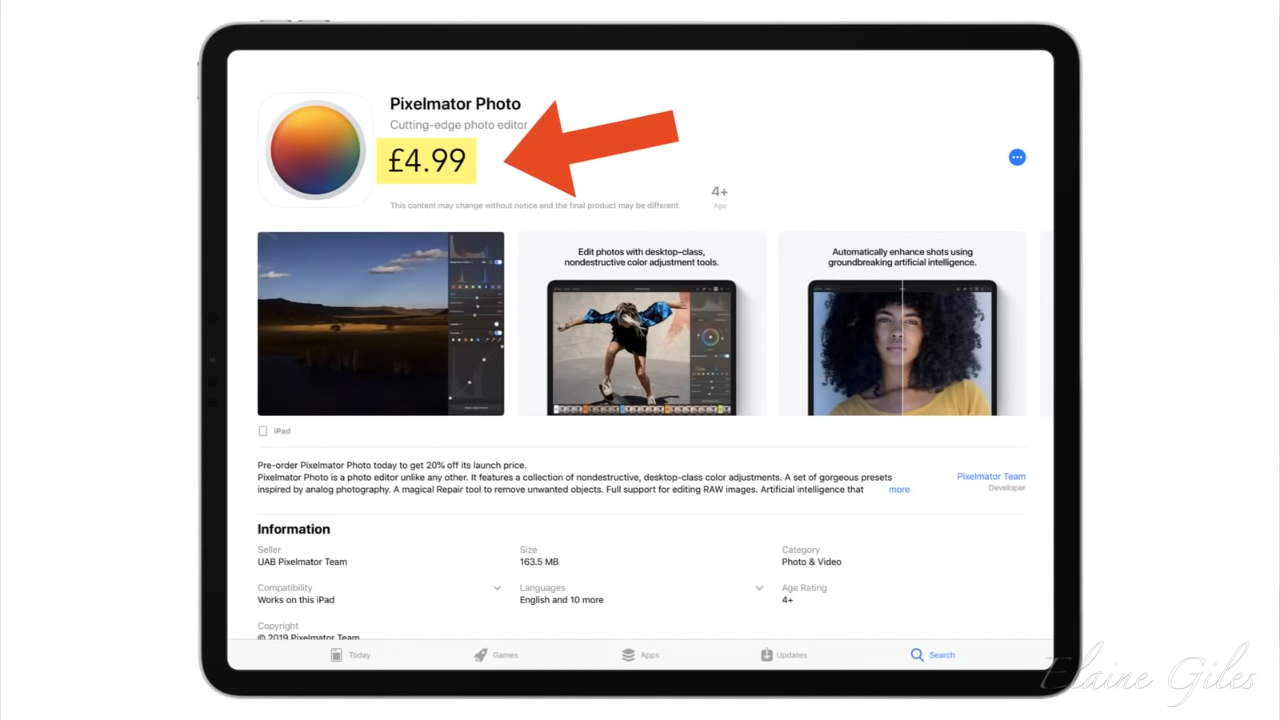 Pixelmator Photo
Cutting-edge photo editor
£4.99
4+
Age
This content may change without notice and the final product may be different.
Edit photos with desktop-class,
nondestructive color adjustment tools.
Automatically enhance shots using
groundbreaking artificial intelligence.
iPad
Pre-order Pixelmator Photo today to get 20% off its launch price.
Pixelmator Photo is a photo editor unlike any other. It features a collection of nondestructive, desktop-class color adjustments. A set of gorgeous presets
inspired by analog photography. A magical Repair tool to remove unwanted objects. Full support for editing RAW images. Artificial intelligence that more
Pixelmator Team
Developer
Information
Seller
UAB Pixelmator Team
Size
163.5 MB
Category
Photo & Video
Compatibility
Works on this iPad
Languages
English and 10 more
Age Rating
4+
Copyright
© 2019 Pixelmator Team
Today
Games
Apps
Updates
Search
Elaine Giles